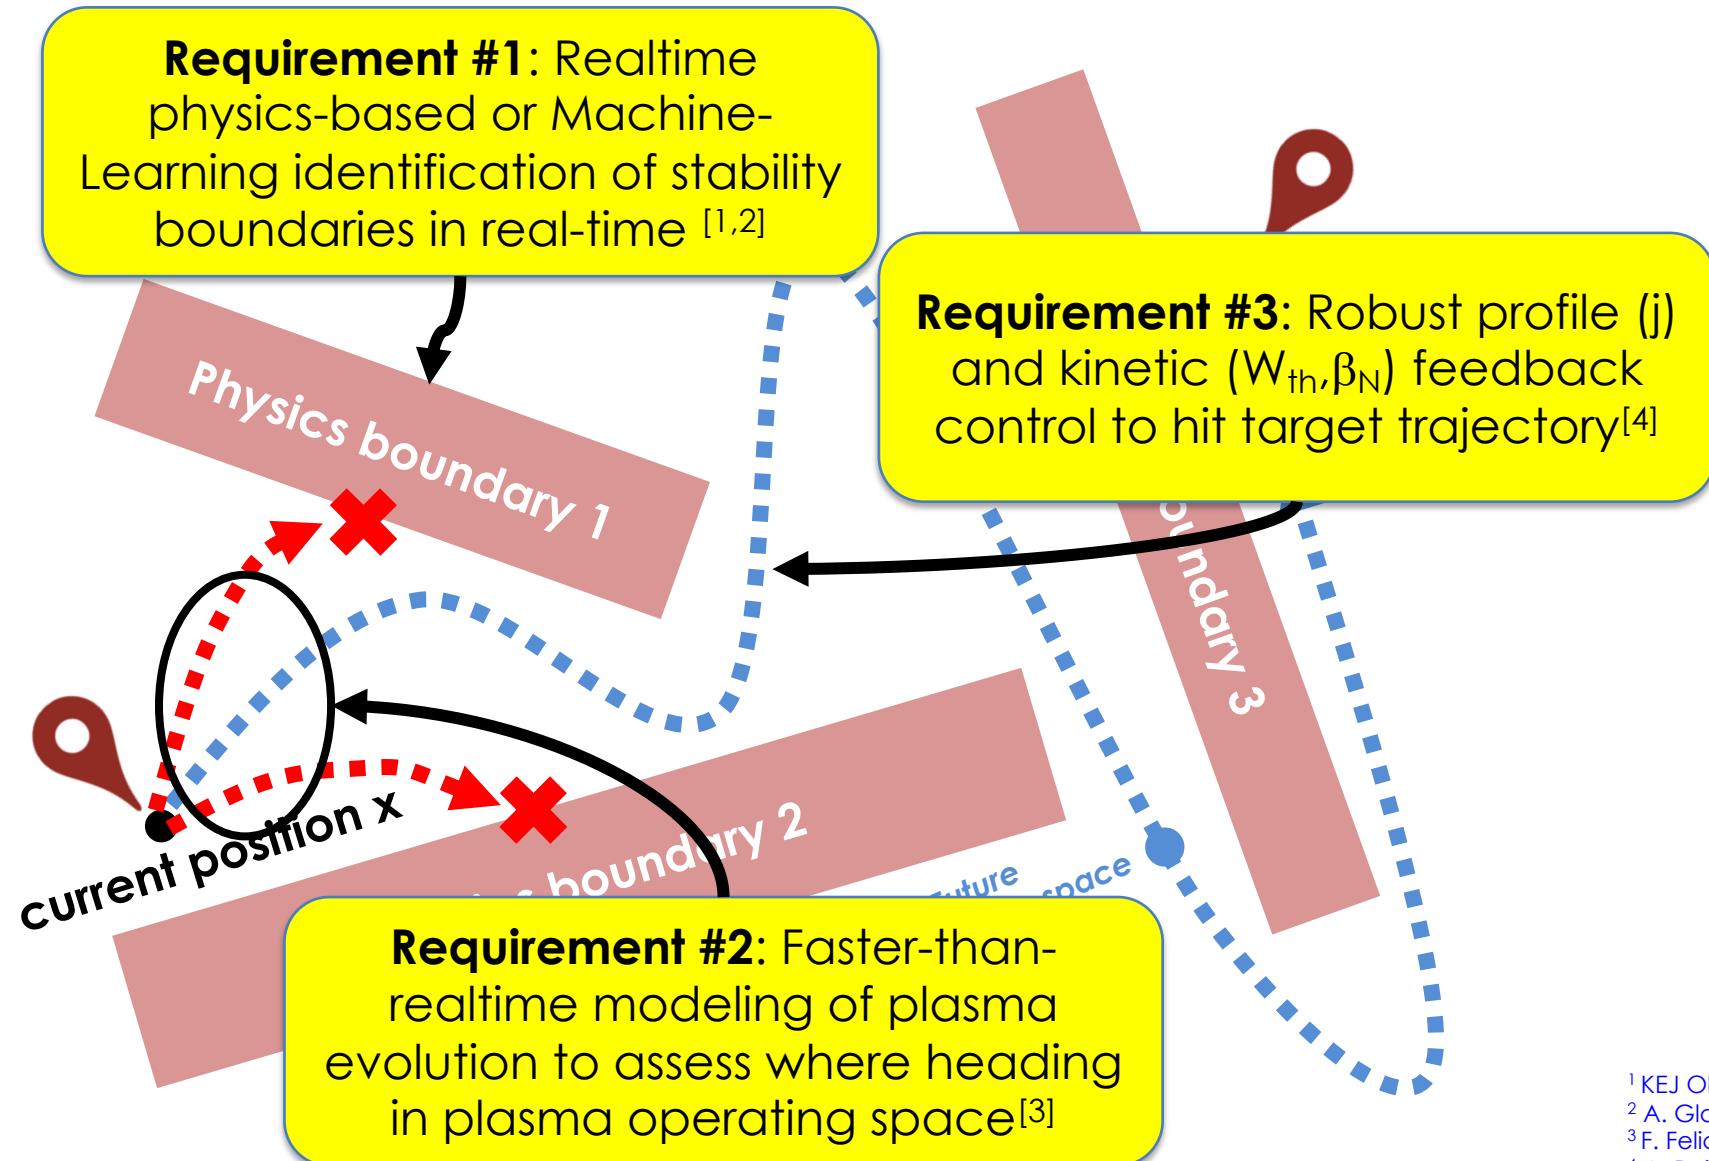 Requirement #1: Realtime
physics-based or Machine-
Learning identification of stability
boundaries in real-time [1,2]
Requirement #3: Robust profile (j)
and kinetic (Wth,βN) feedback
control to hit target trajectory[4]
Physics boundary 1
boundary 2
3
current position x
space
Requirement #2: Faster-than-
realtime modeling of plasma
evolution to assess where heading
in plasma operating space[3]
1 KEJ
2 A.
3 F.